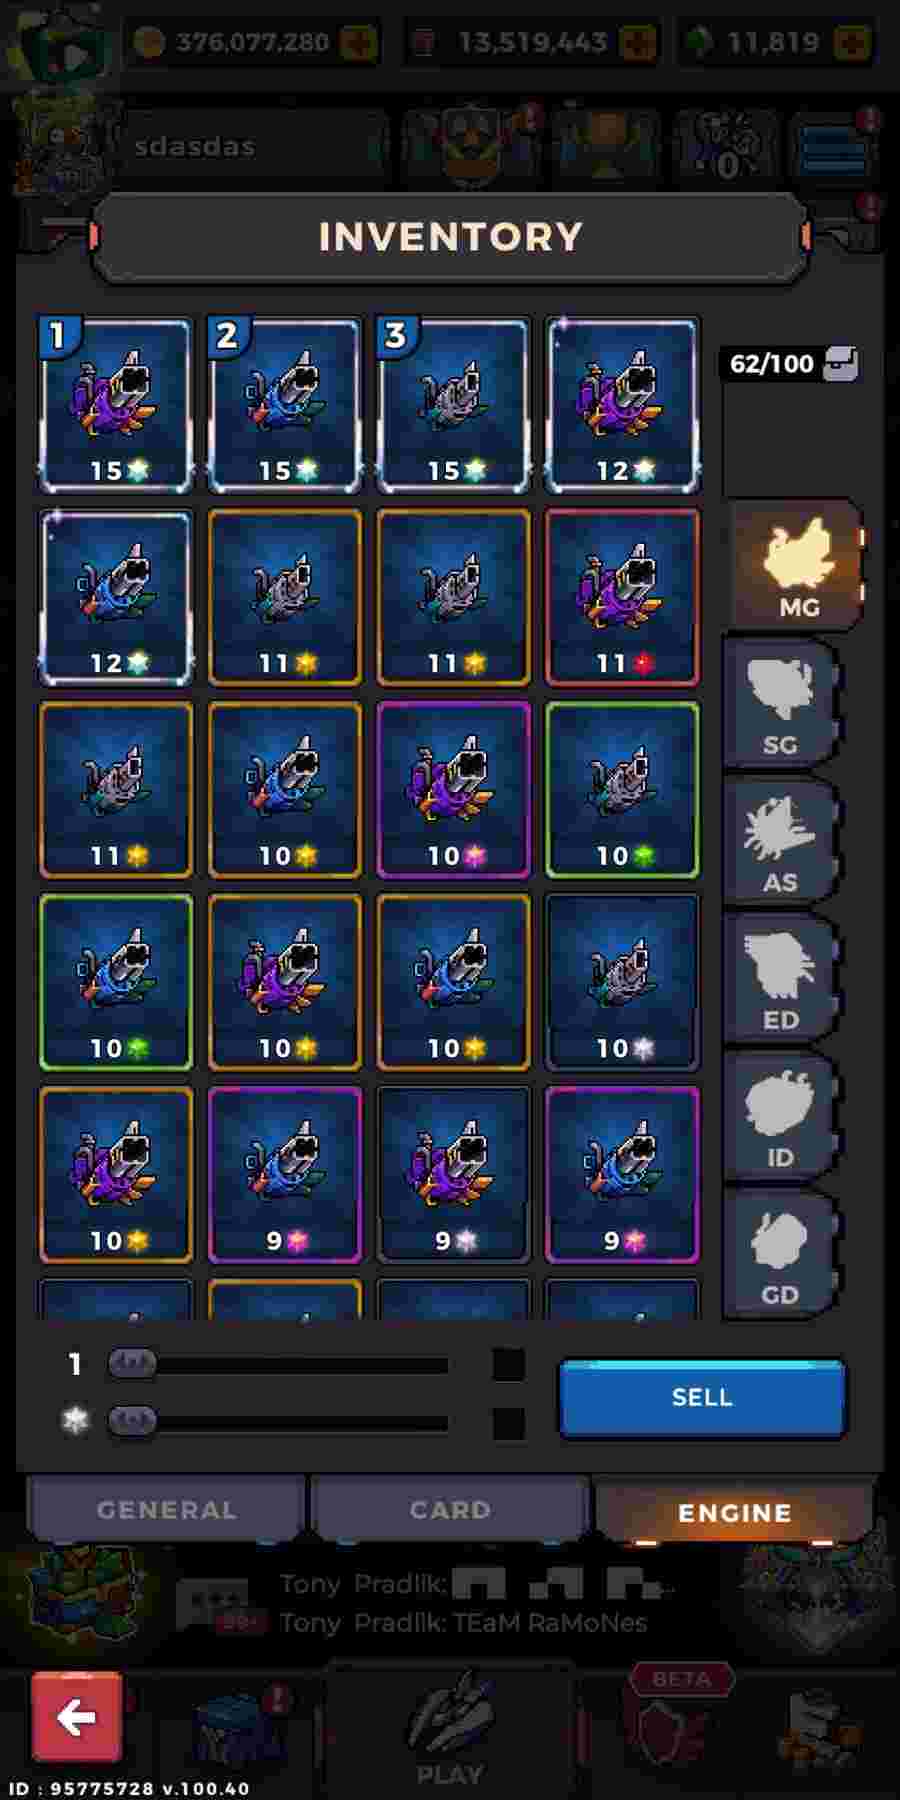 376,077,280 13,519,443 11,819
sdasdas 0
INVENTORY
1 2 3
62/100
15 15 15 12
MG
12 11 11 11
SG
11 10 10 10
AS
10 10 10 10
ED
ID
10 9 9 9
GD
1
SELL
GENERAL CARD ENGINE
Tony Pradlik:
Tony Pradlik: TEaM RaMoNes
99+
BETA
PLAY
ID : 95775728 v.100.40